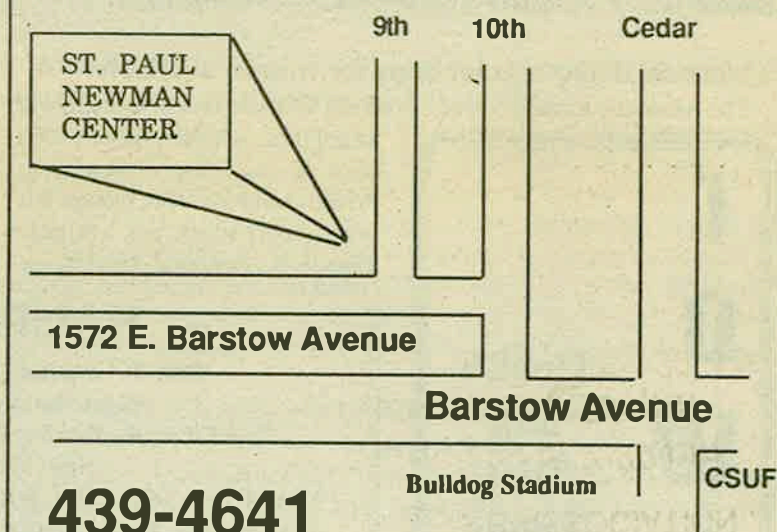 9th 10th Cedar
ST. PAUL
NEWMAN
CENTER
1572 E. Barstow Avenue
Barstow Avenue
Bulldog Stadium
CSUF
439-4641